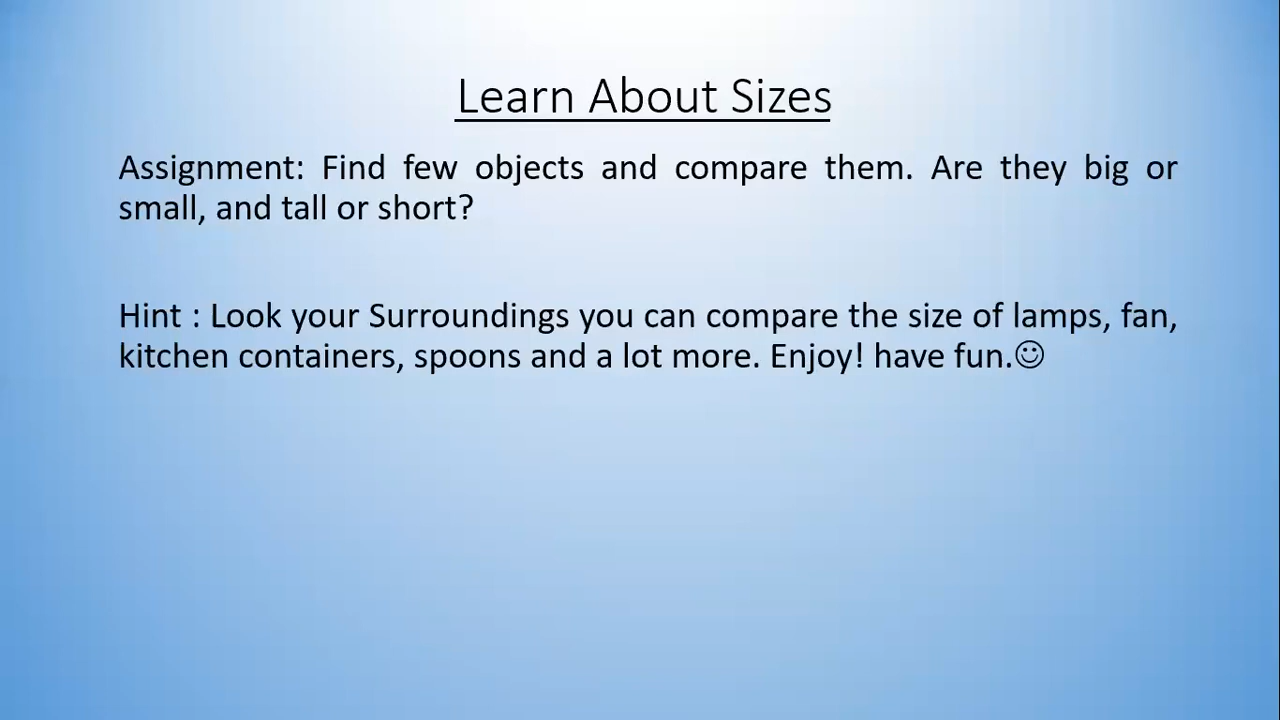 Learn About Sizes
Assignment: Find few objects and compare them. Are they big or
small, and tall or short?
Hint : Look your Surroundings you can compare the size of lamps, fan,
kitchen containers, spoons and a lot more. Enjoy! have fun.☺